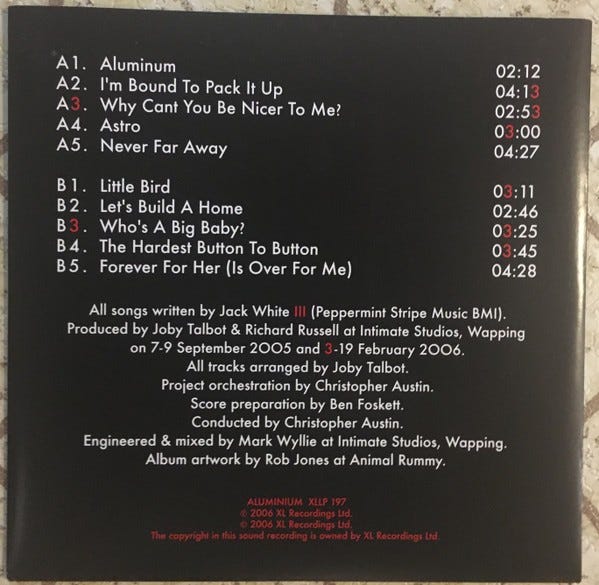 A1. Aluminum 02:12
A2. I'm Bound To Pack It Up 04:13
A3. Why Cant You Be Nicer To Me? 02:53
A4. Astro 03:00
A5. Never Far Away 04:27
B1. Little Bird 03:11
B2. Let's Build A Home 02:46
B3. Who's A Big Baby? 03:25
B4. The Hardest Button To Button 03:45
B5. Forever For Her (Is Over For Me) 04:28
All songs written by Jack White III (Peppermint Stripe Music BMI).
Produced by Joby Talbot & Richard Russell at Intimate Studios, Wapping
on 7-9 September 2005 and 3-19 February 2006.
All tracks arranged by Joby Talbot.
Project orchestration by Christopher Austin.
Score preparation by Ben Foskett.
Conducted by Christopher Austin.
Engineered & mixed by Mark Wyllie at Intimate Studios, Wapping.
Album artwork by Rob Jones at Animal Rummy.
ALUMINIUM XLLP 197
℗ 2006 XL Recordings Ltd.
© 2006 XL Recordings Ltd.
The copyright in this sound recording is owned by XL Recordings Ltd.